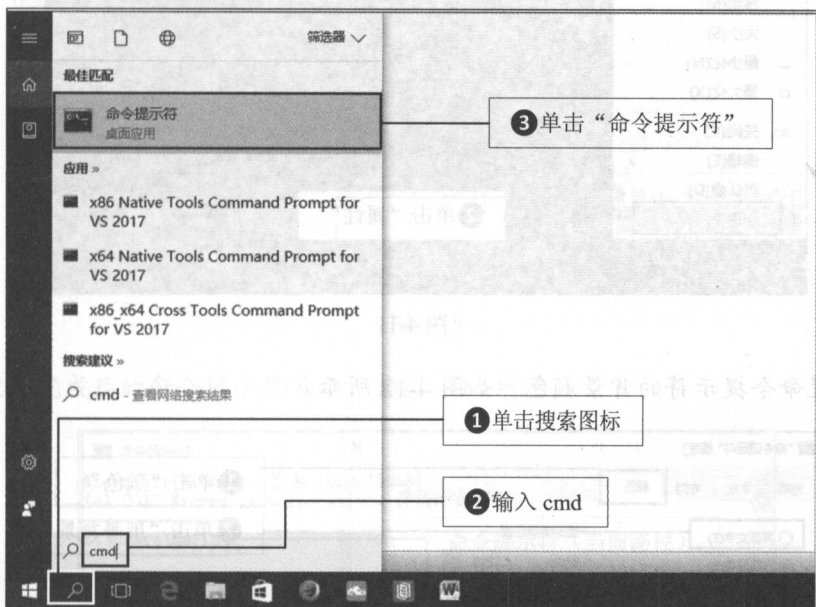 筛选器
最佳匹配
命令提示符
桌面应用
❸单击“命令提示符”
应用 »
x86 Native Tools Command Prompt for
VS 2017
x64 Native Tools Command Prompt for
VS 2017
x86_x64 Cross Tools Command Prompt
for VS 2017
搜索建议 »
cmd - 查看网络搜索结果
❶单击搜索图标
❷输入 cmd
cmd